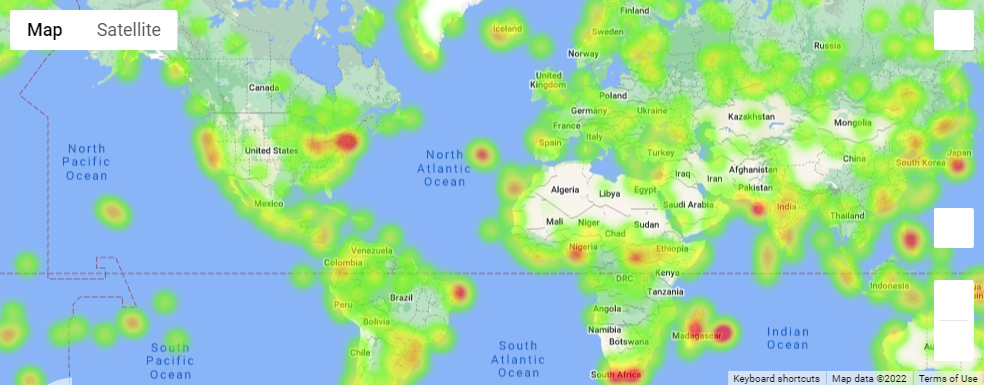 Map Satellite
Finland
Iceland
Sweden
Russia
Norway
Canada
United
Kingdom
Poland
Germany
Ukraine
Kazakhstan
Mongolia
France
Italy
Spain
Turkey
North
Pacific
Ocean
United States
North
Atlantic
Ocean
China
Japan
South Korea
Afghanistan
Iraq
Iran
Pakistan
Algeria
Libya
Egypt
Saudi Arabia
India
Mexico
Mali
Niger
Chad
Sudan
Thailand
Nigeria
Ethiopia
Venezuela
Colombia
Kenya
DRC
Tanzania
Indonesia
Brazil
Peru
Angola
Bolivia
Namibia
Botswana
Madagascar
Indian
Ocean
South
Pacific
Ocean
Chile
South
Atlantic
Ocean
South Africa
Keyboard shortcuts Map data ©2022 Terms of Use